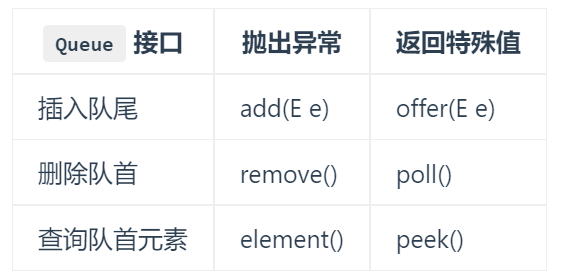 Queue 接口 抛出异常 返回特殊值
插入队尾 add(E e) offer(E e)
删除队首 remove() poll()
查询队首元素 element() peek()